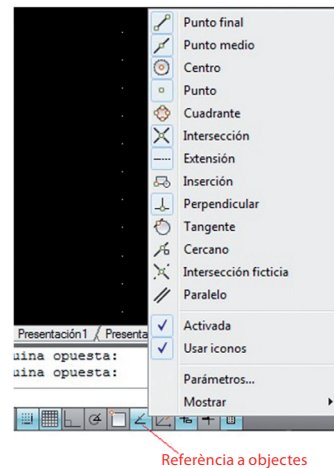 Punto final
Punto medio
Centro
Punto
Cuadrante
Intersección
Extensión
Inserción
Perpendicular
Tangente
Cercano
Intersección ficticia
Paralelo
Activada
Usar iconos
Parámetros...
Mostrar
Presentación1 Presenta
uina opuesta:
uina opuesta:
Referència a objectes